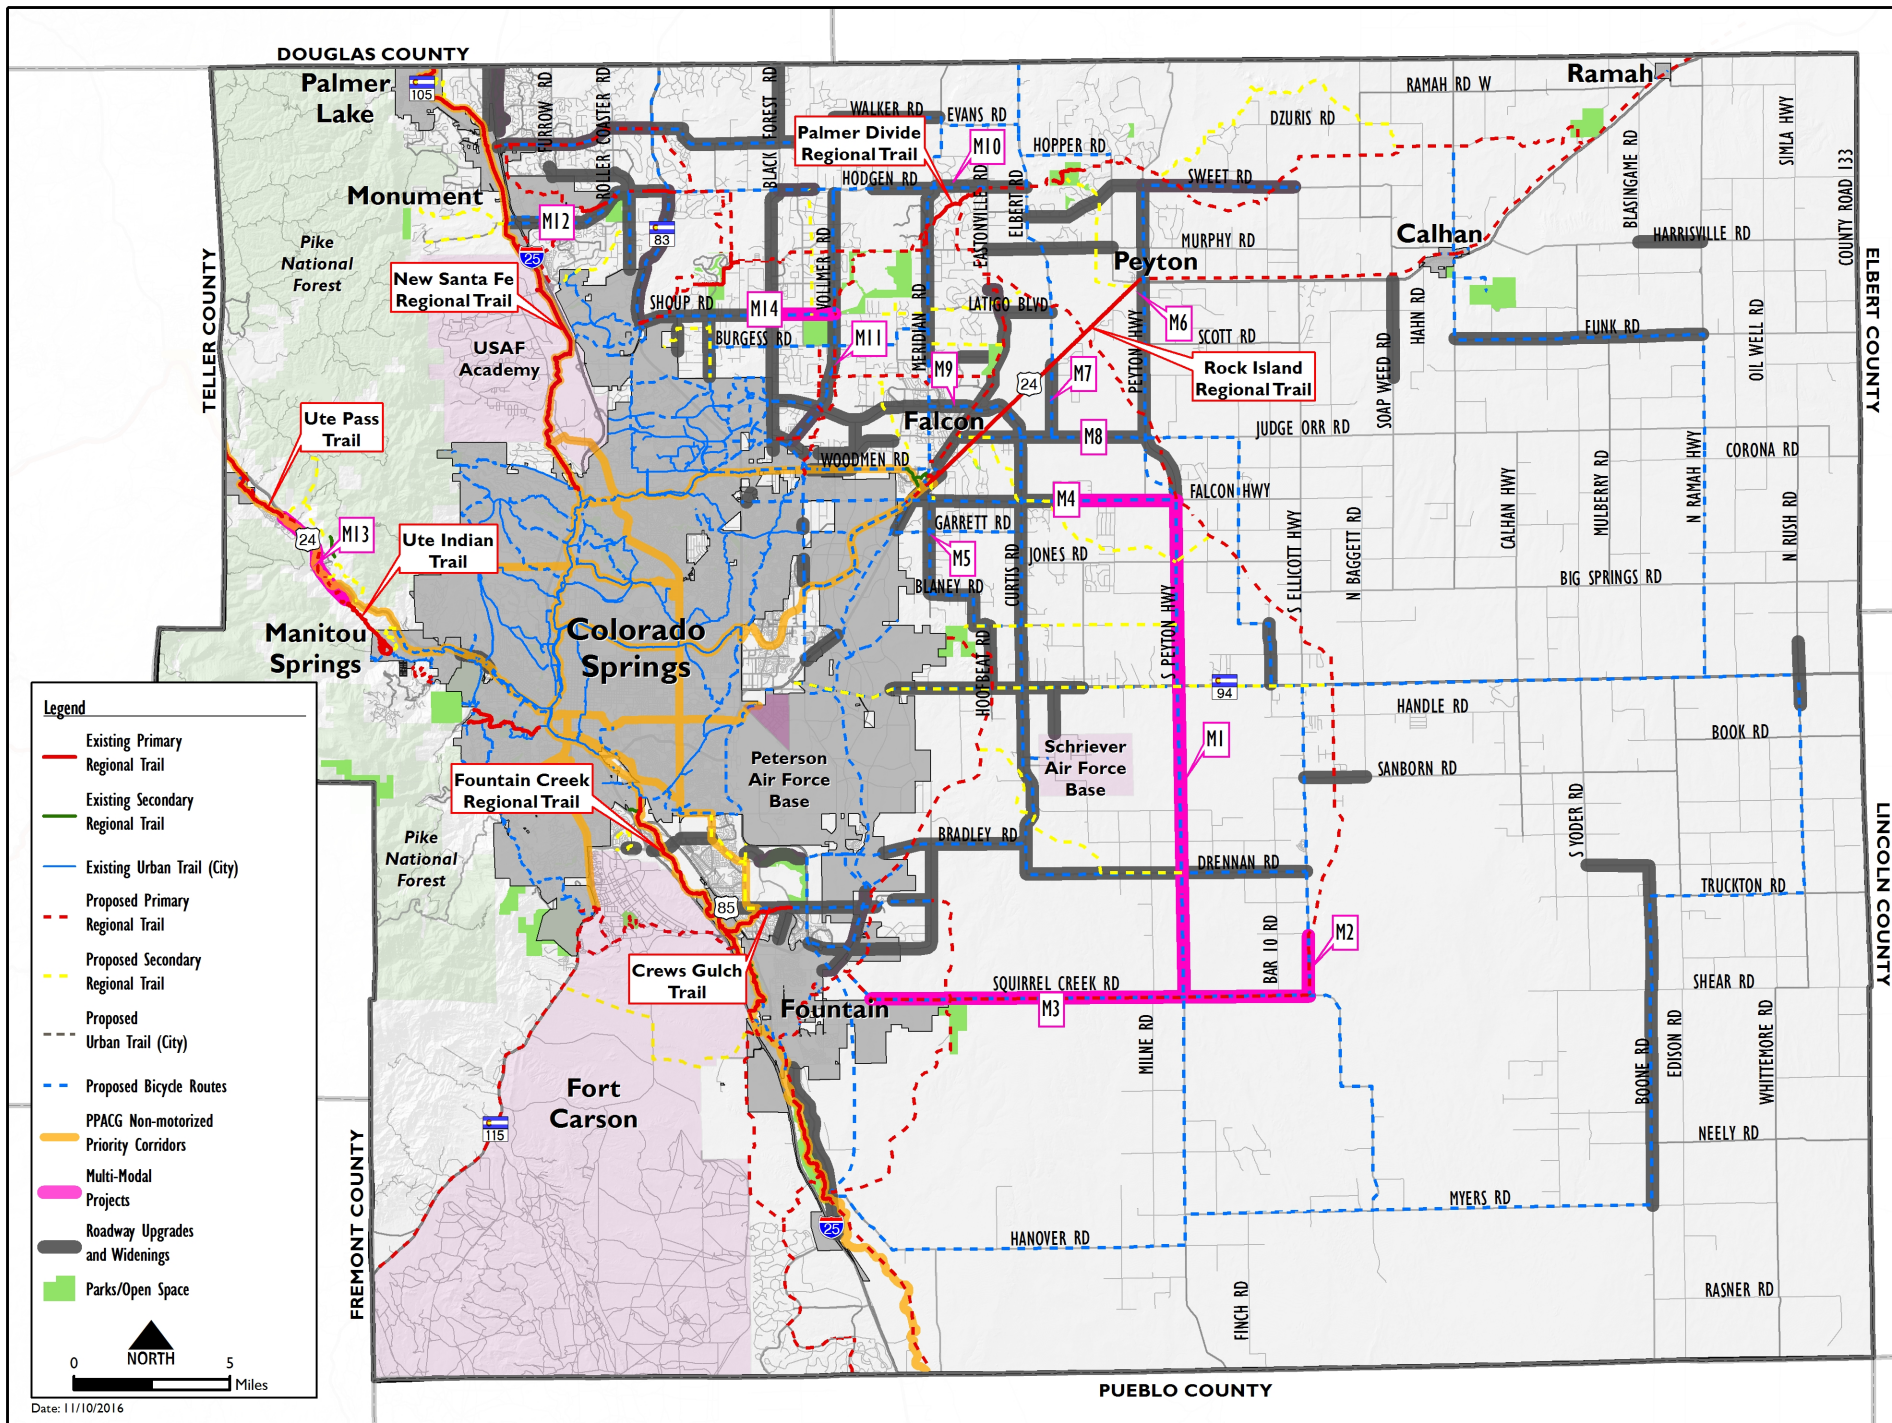 DOUGLAS COUNTY
Palmer
Lake
105
FURROW RD
ROLLER COASTER RD
BLACK FOREST RD
WALKER RD
EVANS RD
Palmer Divide
Regional Trail
M10
HOPPER RD
DZURIS RD
RAMAH RD W
Ramah
BLASINGAME RD
SIMLA HWY
COUNTY ROAD 133
Monument
M12
HODGEN RD
EASTONVILLE RD
ELBERT RD
SWEET RD
83
Pike
National
Forest
25
TELLER COUNTY
New Santa Fe
Regional Trail
MURPHY RD
Peyton
Calhan
HARRISVILLE RD
ELBERT COUNTY
SHOUP RD
M14
VOLLMER RD
MERIDIAN RD
LATIGO BLVD
M6
HAHN RD
FUNK RD
OIL WELL RD
USAF
Academy
BURGESS RD
M11
M9
M7
24
PEYTON HWY
SCOTT RD
SOAP WEED RD
Rock Island
Regional Trail
Ute Pass
Trail
Falcon
M8
JUDGE ORR RD
CORONA RD
WOODMEN RD
M4
FALCON HWY
CALHAN HWY
MULBERRY RD
N RAMAH HWY
N RUSH RD
24
M13
Ute Indian
Trail
GARRETT RD
M5
JONES RD
CURTIS RD
S ELLICOTT HWY
N BAGGETT RD
BLANEY RD
BIG SPRINGS RD
Manitou
Springs
Colorado
Springs
HOOFBEAT RD
S PEYTON HWY
94
HANDLE RD
BOOK RD
M1
Peterson
Air Force
Base
Schriever
Air Force
Base
SANBORN RD
Fountain Creek
Regional Trail
S YODER RD
LINCOLN COUNTY
Pike
National
Forest
BRADLEY RD
DRENNAN RD
TRUCKTON RD
85
BAR 10 RD
M2
Crews Gulch
Trail
SQUIRREL CREEK RD
M3
SHEAR RD
Fountain
MILNE RD
BOONE RD
EDISON RD
WHITTEMORE RD
Fort
Carson
115
NEELY RD
MYERS RD
25
HANOVER RD
FREMONT COUNTY
FINCH RD
RASNER RD
PUEBLO COUNTY
Legend
Existing Primary
Regional Trail
Existing Secondary
Regional Trail
Existing Urban Trail (City)
Proposed Primary
Regional Trail
Proposed Secondary
Regional Trail
Proposed
Urban Trail (City)
Proposed Bicycle Routes
PPACG Non-motorized
Priority Corridors
Multi-Modal
Projects
Roadway Upgrades
and Widenings
Parks/Open Space
NORTH
0 5
Miles
Date: 11/10/2016